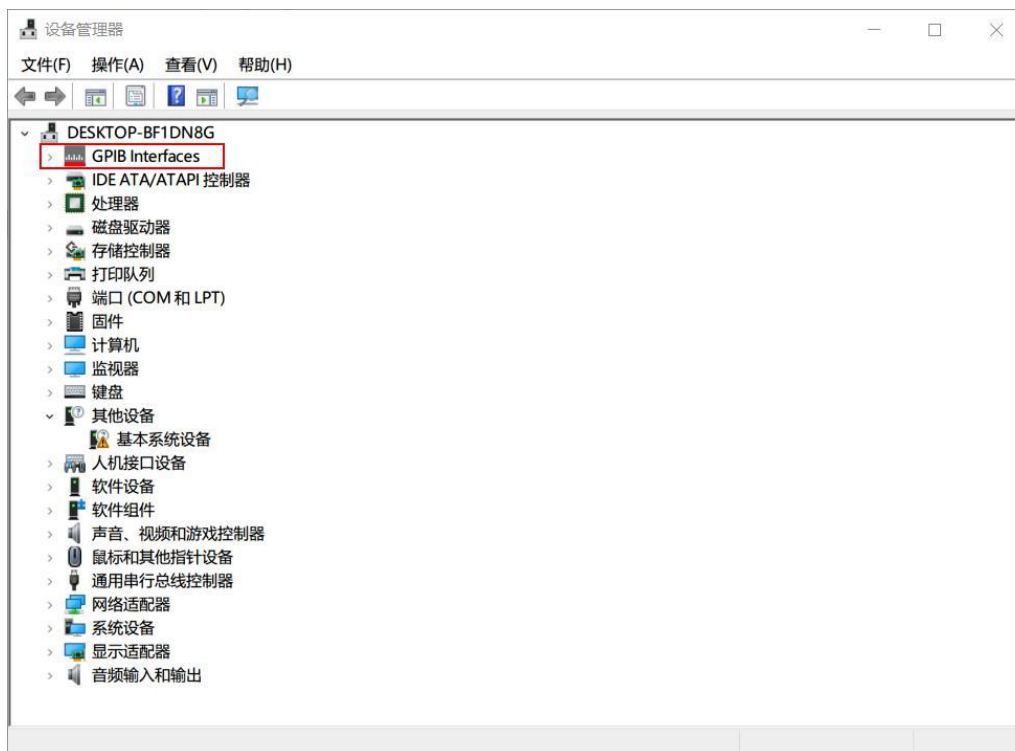 设备管理器
文件(F) 操作(A) 查看(V) 帮助(H)
DESKTOP-BF1DN8G
GPIB Interfaces
IDE ATA/ATAPI 控制器
处理器
磁盘驱动器
存储控制器
打印队列
端口 (COM 和 LPT)
固件
计算机
监视器
键盘
其他设备
基本系统设备
人机接口设备
软件设备
软件组件
声音、视频和游戏控制器
鼠标和其他指针设备
通用串行总线控制器
网络适配器
系统设备
显示适配器
音频输入和输出